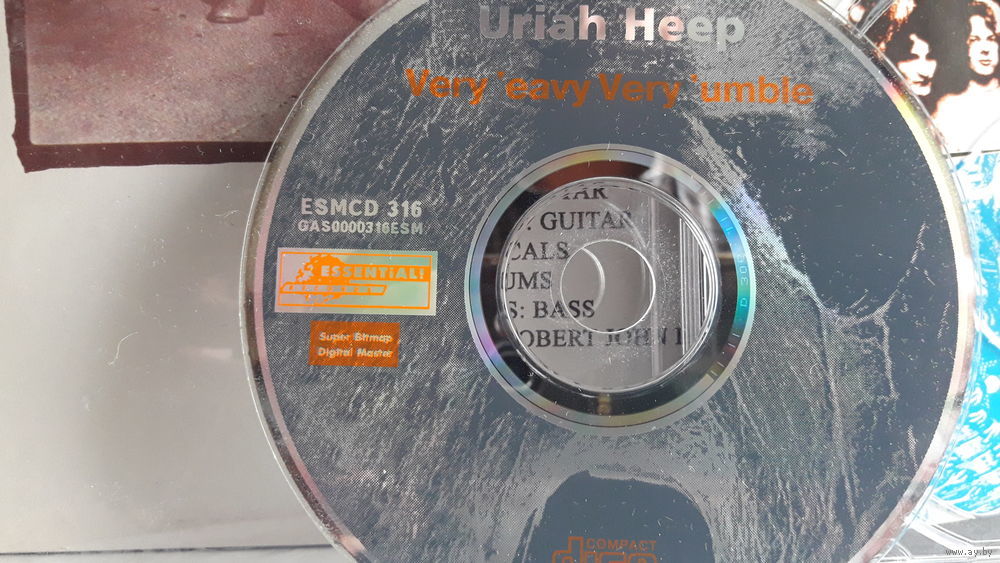 Uriah Heep
Very 'eavy Very 'umble
ESMCD 316
GAS0000316ESM
ESSENTIAL!
Super Bitmap
Digital Master
TAR
: GUITAR
CALS
UMS
S: BASS
OBERT JOHN
COMPACT
www.ay.by